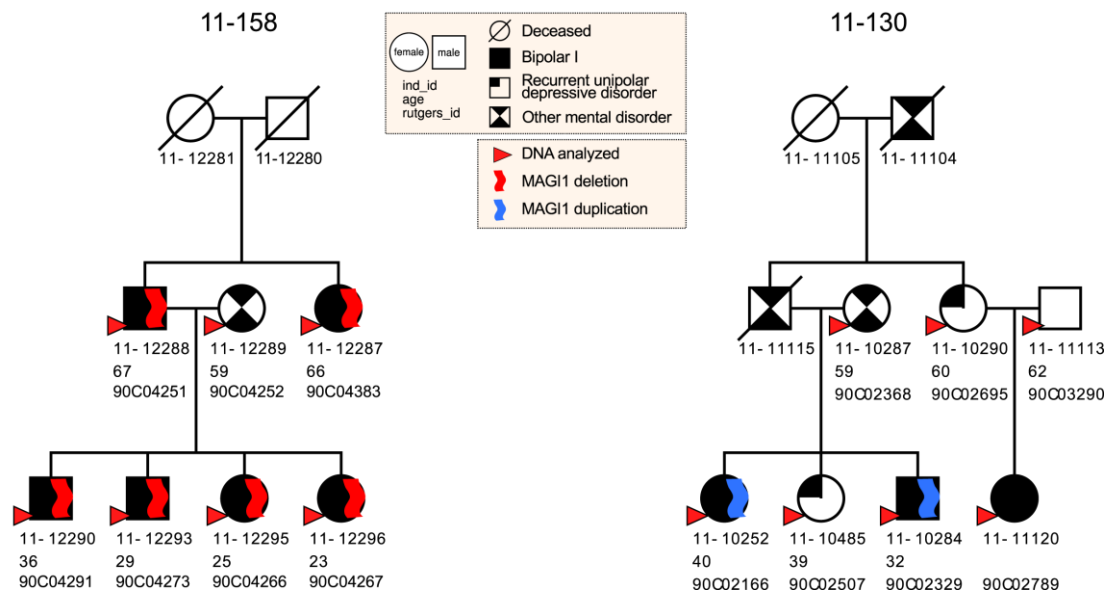 11-158
11-130
female
male
ind_id
age
rutgers_id
Deceased
Bipolar I
Recurrent unipolar
depressive disorder
Other mental disorder
DNA analyzed
MAGI1 deletion
MAGI1 duplication
11- 12281
11-12280
11- 11105
11- 11104
11- 12288
67
90C04251
11- 12289
59
90C04252
11- 12287
66
90C04383
11- 11115
11- 10287
59
90C02368
11- 10290
60
90C02695
11- 11113
62
90C03290
11- 12290
36
90C04291
11- 12293
29
90C04273
11- 12295
25
90C04266
11- 12296
23
90C04267
11- 10252
40
90C02166
11- 10485
39
90C02507
11- 10284
32
90C02329
11- 11120
90C02789